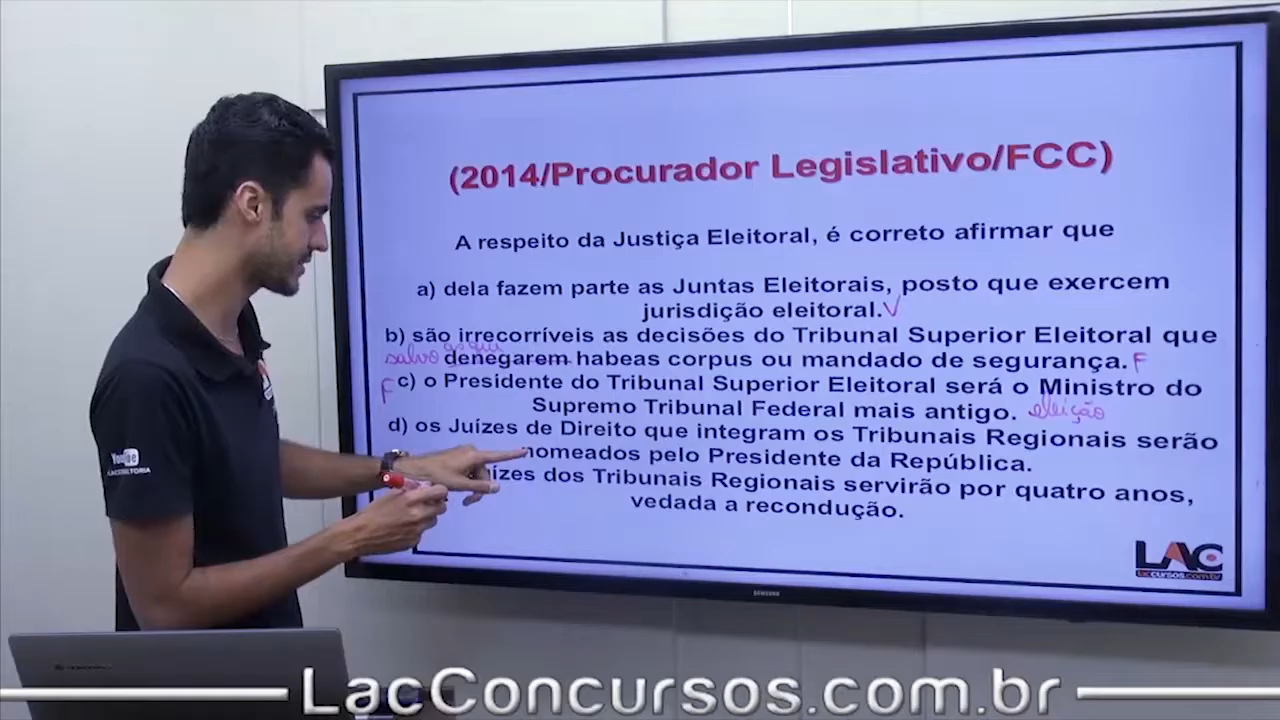 (2014/Procurador Legislativo/FCC)
A respeito da Justiça Eleitoral, é correto afirmar que
a) dela fazem parte as Juntas Eleitorais, posto que exercem
jurisdição eleitoral. V
b) são irrecorríveis as decisões do Tribunal Superior Eleitoral que
salvo denegarem habeas corpus ou mandado de segurança. F
F c) o Presidente do Tribunal Superior Eleitoral será o Ministro do
Supremo Tribunal Federal mais antigo. eleição
d) os Juízes de Direito que integram os Tribunais Regionais serão
nomeados pelo Presidente da República.
dos Tribunais Regionais servirão por quatro anos,
vedada a recondução.
LAC
lacconcursos.com.br
SAMSUNG
YouTube
LacConcursos.com.br